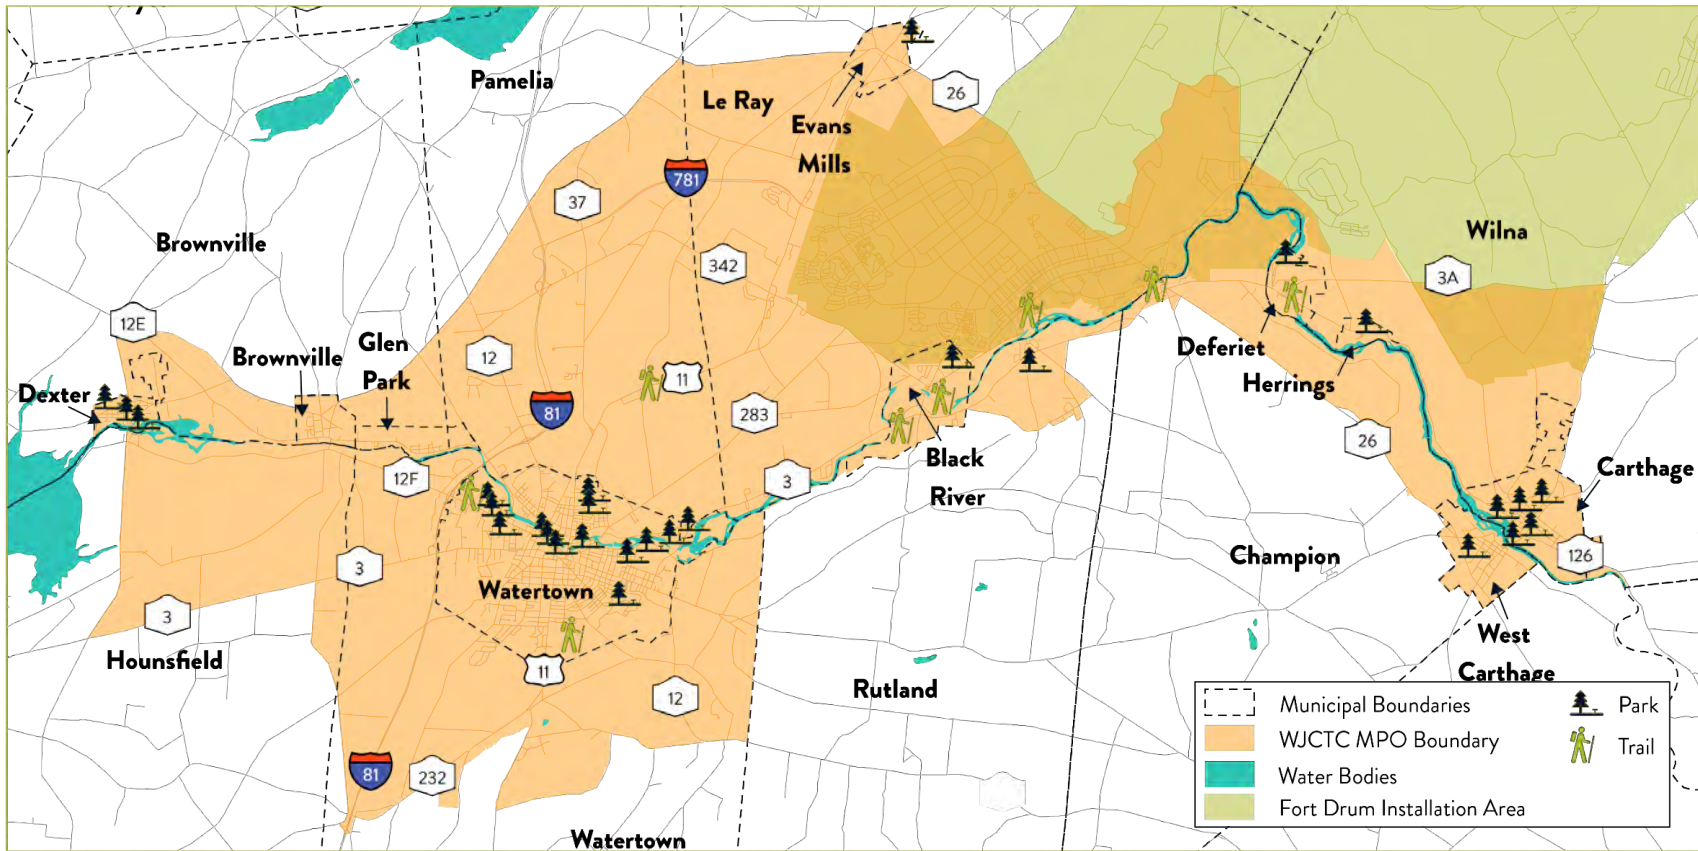 Pamelia
Le Ray
26
Evans
Mills
781
37
Wilna
Brownville
342
3A
12E
Glen
Park
Brownville
12
Deferiet
Herrings
Dexter
11
81
283
26
Black
River
Carthage
12F
3
Champion
126
3
Watertown
3
West
Carthage
Hounsfield
11
12
Rutland
81
232
Watertown
Municipal Boundaries
Park
WJCTC MPO Boundary
Trail
Water Bodies
Fort Drum Installation Area